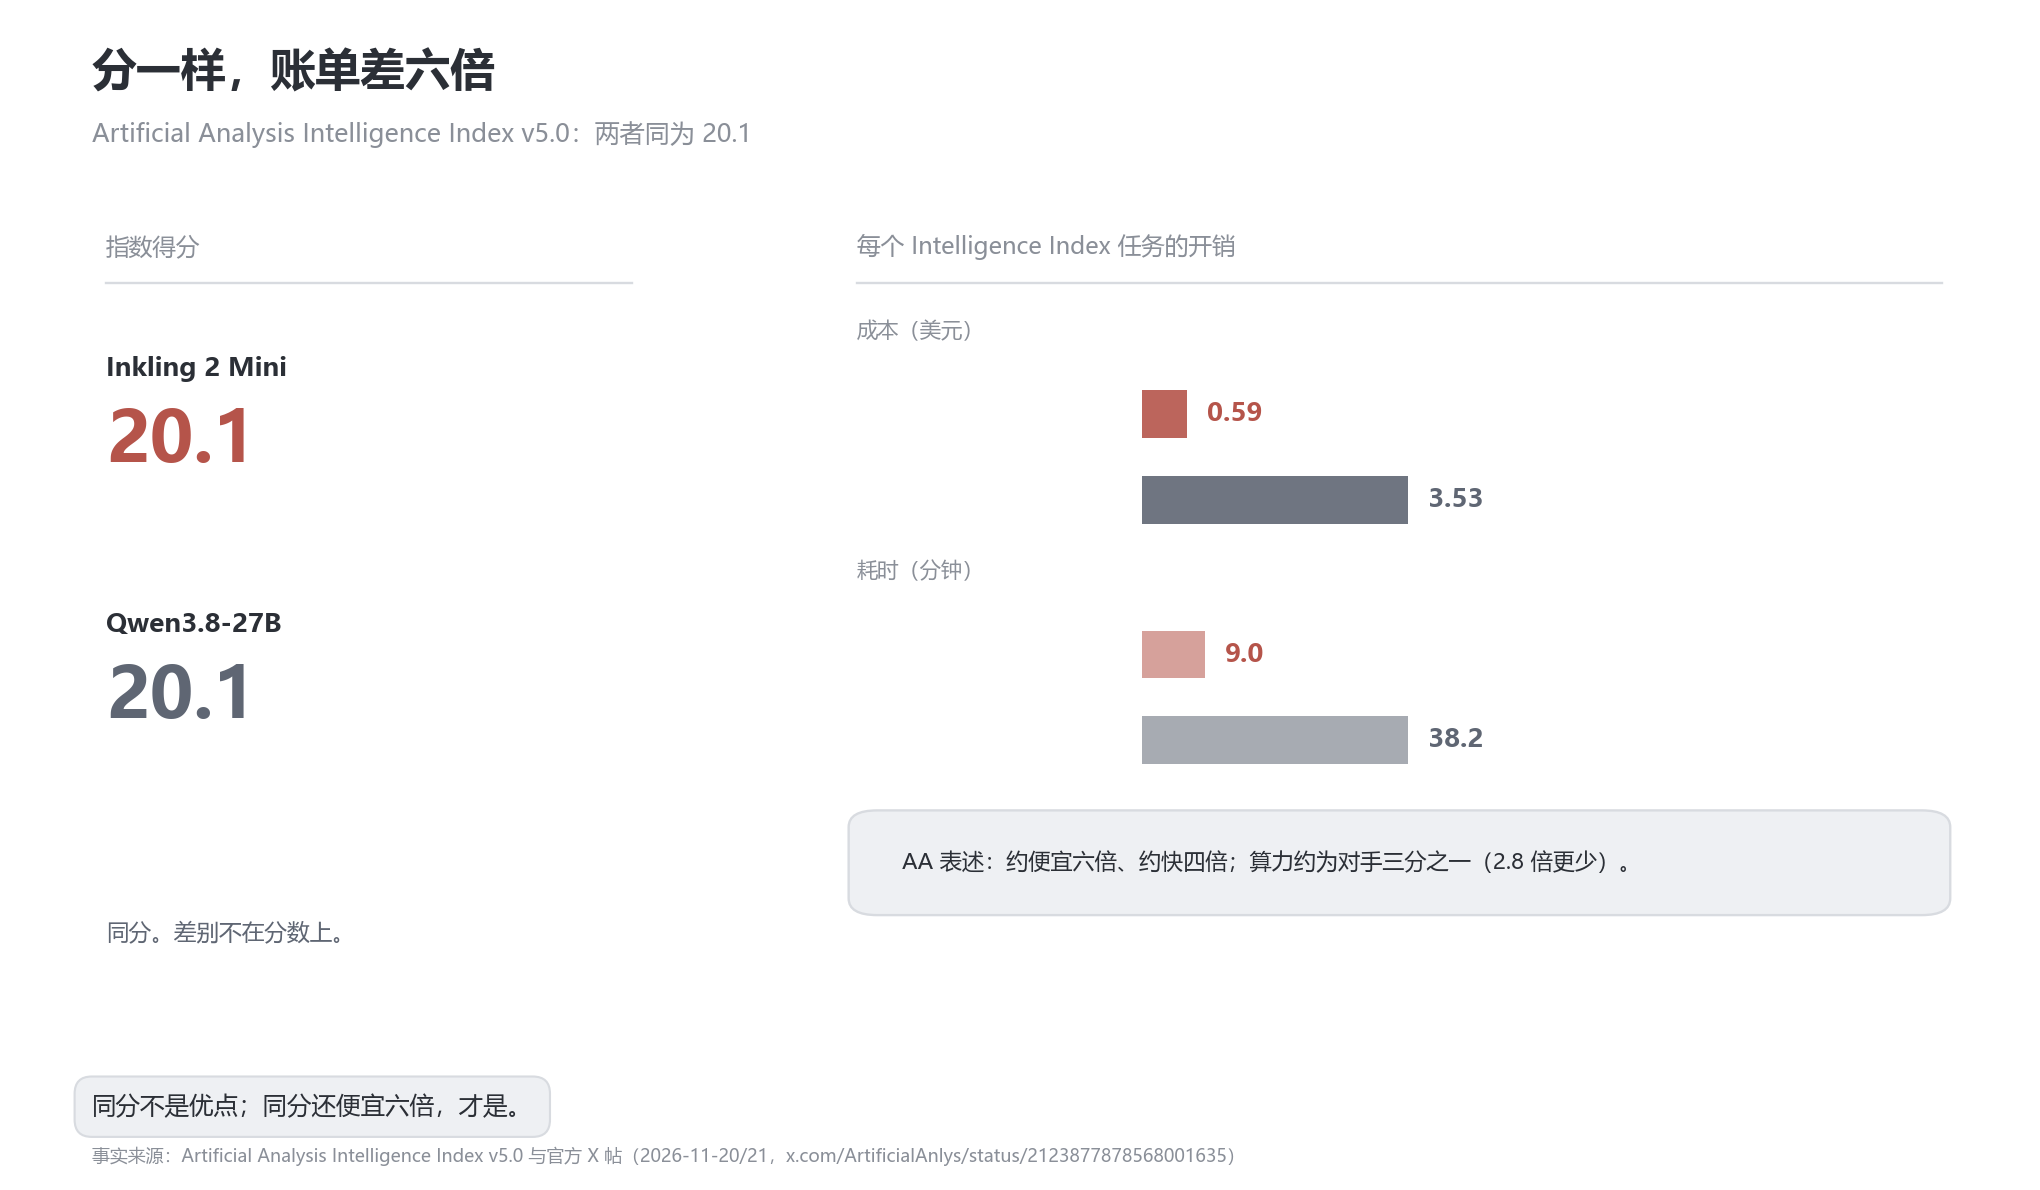 分一样，账单差六倍
Artificial Analysis Intelligence Index v5.0：两者同为 20.1
指数得分
Inkling 2 Mini
20.1
Qwen3.8-27B
20.1
同分。差别不在分数上。
每个 Intelligence Index 任务的开销
成本（美元）
0.59
3.53
耗时（分钟）
9.0
38.2
AA 表述：约便宜六倍、约快四倍；算力约为对手三分之一（2.8 倍更少）。
同分不是优点；同分还便宜六倍，才是。
事实来源：Artificial Analysis Intelligence Index v5.0 与官方 X 帖（2026-11-20/21，x.com/ArtificialAnlys/status/2123877878568001635）